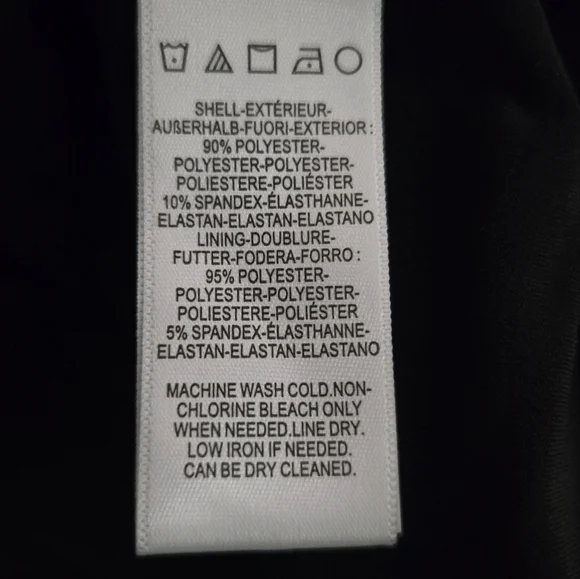 SHELL-EXTÉRIEUR-
AUßERHALB-FUORI-EXTERIOR :
90% POLYESTER-
POLYESTER-POLYESTER-
POLIESTERE-POLIÉSTER
10% SPANDEX-ÉLASTHANNE-
ELASTAN-ELASTAN-ELASTANO
LINING-DOUBLURE-
FUTTER-FODERA-FORRO :
95% POLYESTER-
POLYESTER-POLYESTER-
POLIESTERE-POLIÉSTER
5% SPANDEX-ÉLASTHANNE-
ELASTAN-ELASTAN-ELASTANO
MACHINE WASH COLD.NON-
CHLORINE BLEACH ONLY
WHEN NEEDED.LINE DRY.
LOW IRON IF NEEDED.
CAN BE DRY CLEANED.